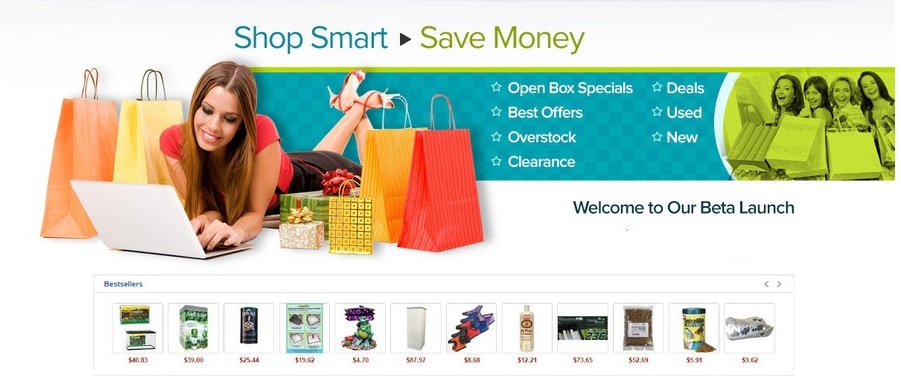 Shop Smart ▸ Save Money
☆ Open Box Specials ☆ Deals
☆ Best Offers ☆ Used
☆ Overstock ☆ New
☆ Clearance
Welcome to Our Beta Launch
Bestsellers
$40.83 $39.00 $25.44 $19.62 $4.70 $87.97 $8.68 $12.21 $73.65 $52.69 $5.91 $9.62